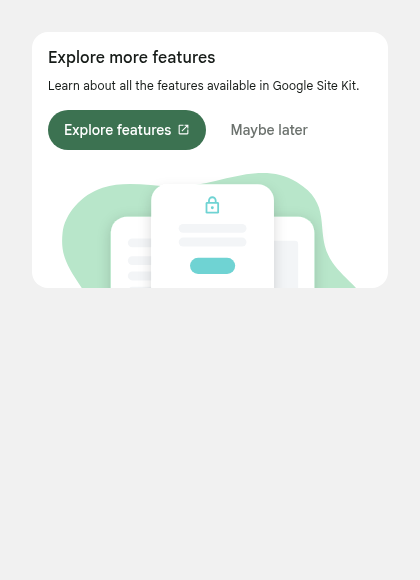 Explore more features
Learn about all the features available in Google Site Kit.
Explore features
Maybe later